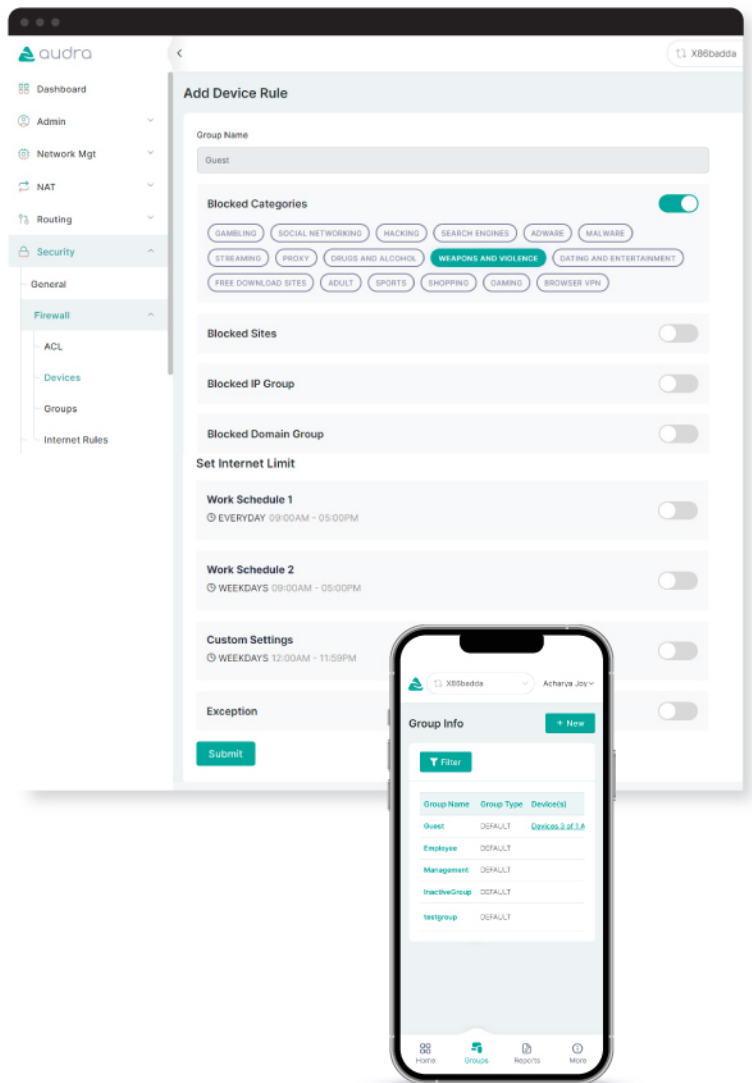 audra
X86badda
Dashboard
Admin
Network Mgt
NAT
Routing
Security
General
Firewall
ACL
Devices
Groups
Internet Rules
Add Device Rule
Group Name
Guest
Blocked Categories
GAMBLING SOCIAL NETWORKING HACKING SEARCH ENGINES ADWARE MALWARE
STREAMING PROXY DRUGS AND ALCOHOL WEAPONS AND VIOLENCE DATING AND ENTERTAINMENT
FREE DOWNLOAD SITES ADULT SPORTS SHOPPING GAMING BROWSER VPN
Blocked Sites
Blocked IP Group
Blocked Domain Group
Set Internet Limit
Work Schedule 1
EVERYDAY 09:00AM - 05:00PM
Work Schedule 2
WEEKDAYS 09:00AM - 05:00PM
Custom Settings
WEEKDAYS 12:00AM - 11:59PM
Exception
Submit
X86badda Acharya Joy
Group Info + New
Filter
Group Name Group Type Device(s)
Guest DEFAULT Devices 3 of 1 A
Employee DEFAULT
Management DEFAULT
InactiveGroup DEFAULT
testgroup DEFAULT
Home Groups Reports More